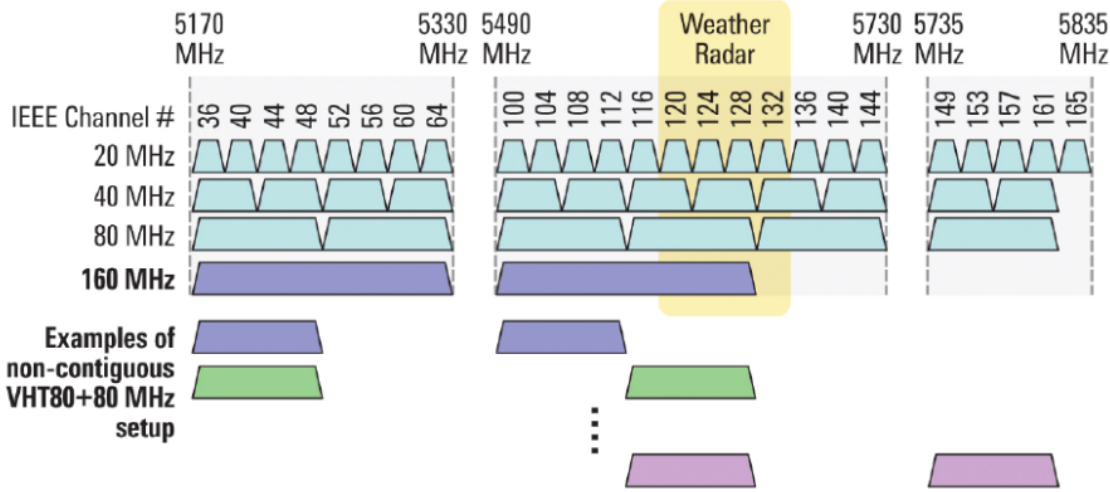 5170 MHz
5330 MHz
5490 MHz
Weather Radar
5730 MHz
5735 MHz
5835 MHz
IEEE Channel # 36 40 44 48 52 56 60 64 100 104 108 112 116 120 124 128 132 136 140 144 149 153 157 161 165
20 MHz
40 MHz
80 MHz
160 MHz
Examples of
non-contiguous
VHT80+80 MHz
setup